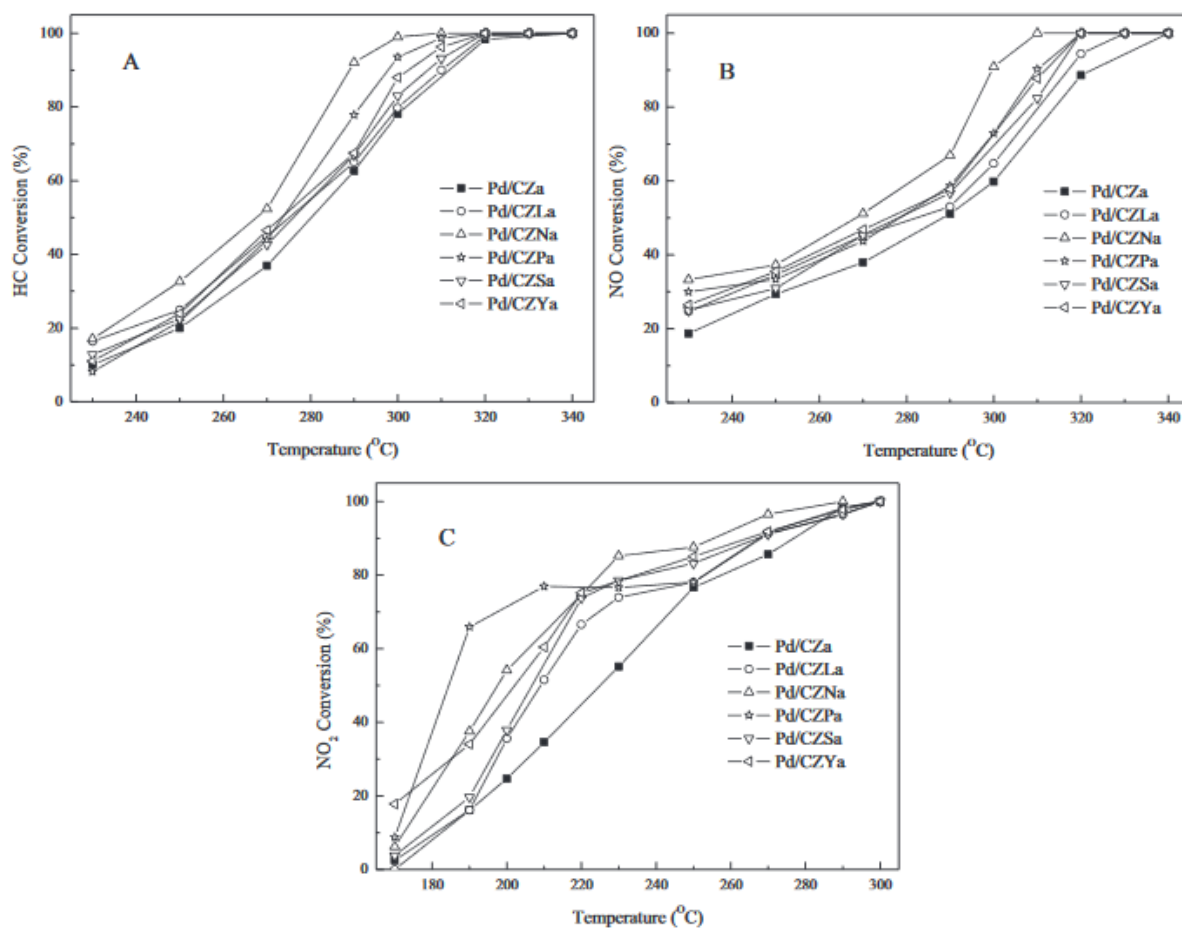 A
HC Conversion (%)
100
80
60
40
20
0
Pd/CZa
Pd/CZLa
Pd/CZNa
Pd/CZPa
Pd/CZSa
Pd/CZYa
240 260 280 300 320 340
Temperature (°C)
B
NO Conversion (%)
100
80
60
40
20
0
Pd/CZa
Pd/CZLa
Pd/CZNa
Pd/CZPa
Pd/CZSa
Pd/CZYa
240 260 280 300 320 340
Temperature (°C)
C
NO₂ Conversion (%)
100
80
60
40
20
0
Pd/CZa
Pd/CZLa
Pd/CZNa
Pd/CZPa
Pd/CZSa
Pd/CZYa
180 200 220 240 260 280 300
Temperature (°C)